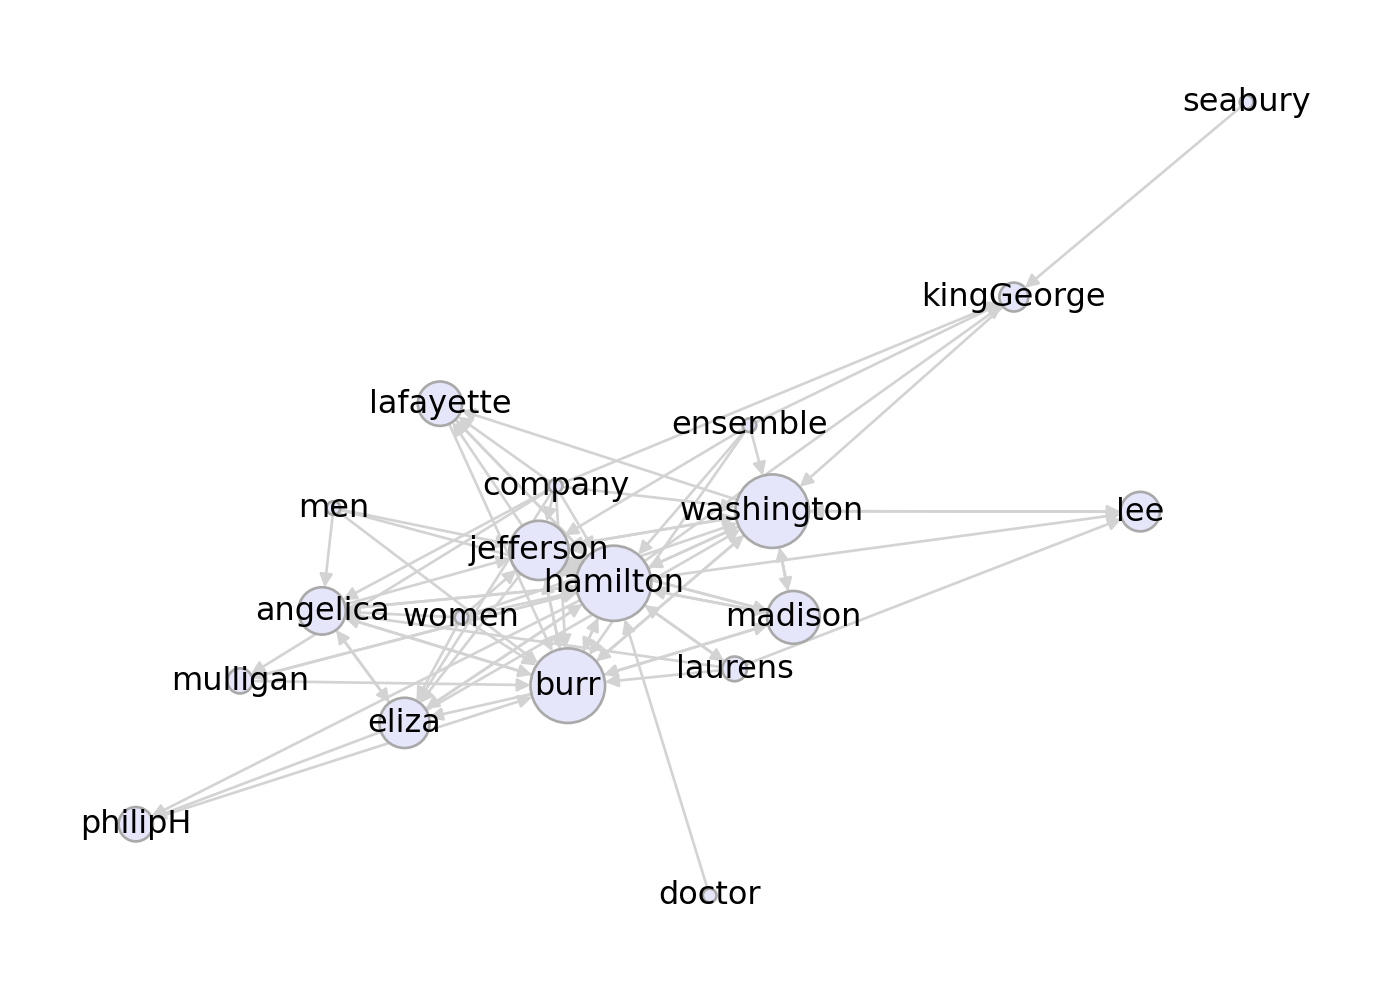 seabury
kingGeorge
lafayette
ensemble
company
men
washington
lee
jefferson
hamilton
angelica
women
madison
laurens
mulligan
burr
eliza
philipH
doctor